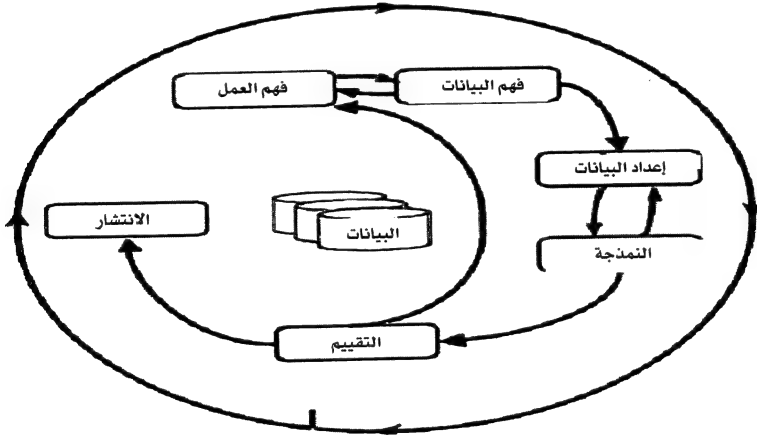 فهم البيانات
فهم العمل
إعداد البيانات
الانتشار
البيانات
النمذجة
التقييم